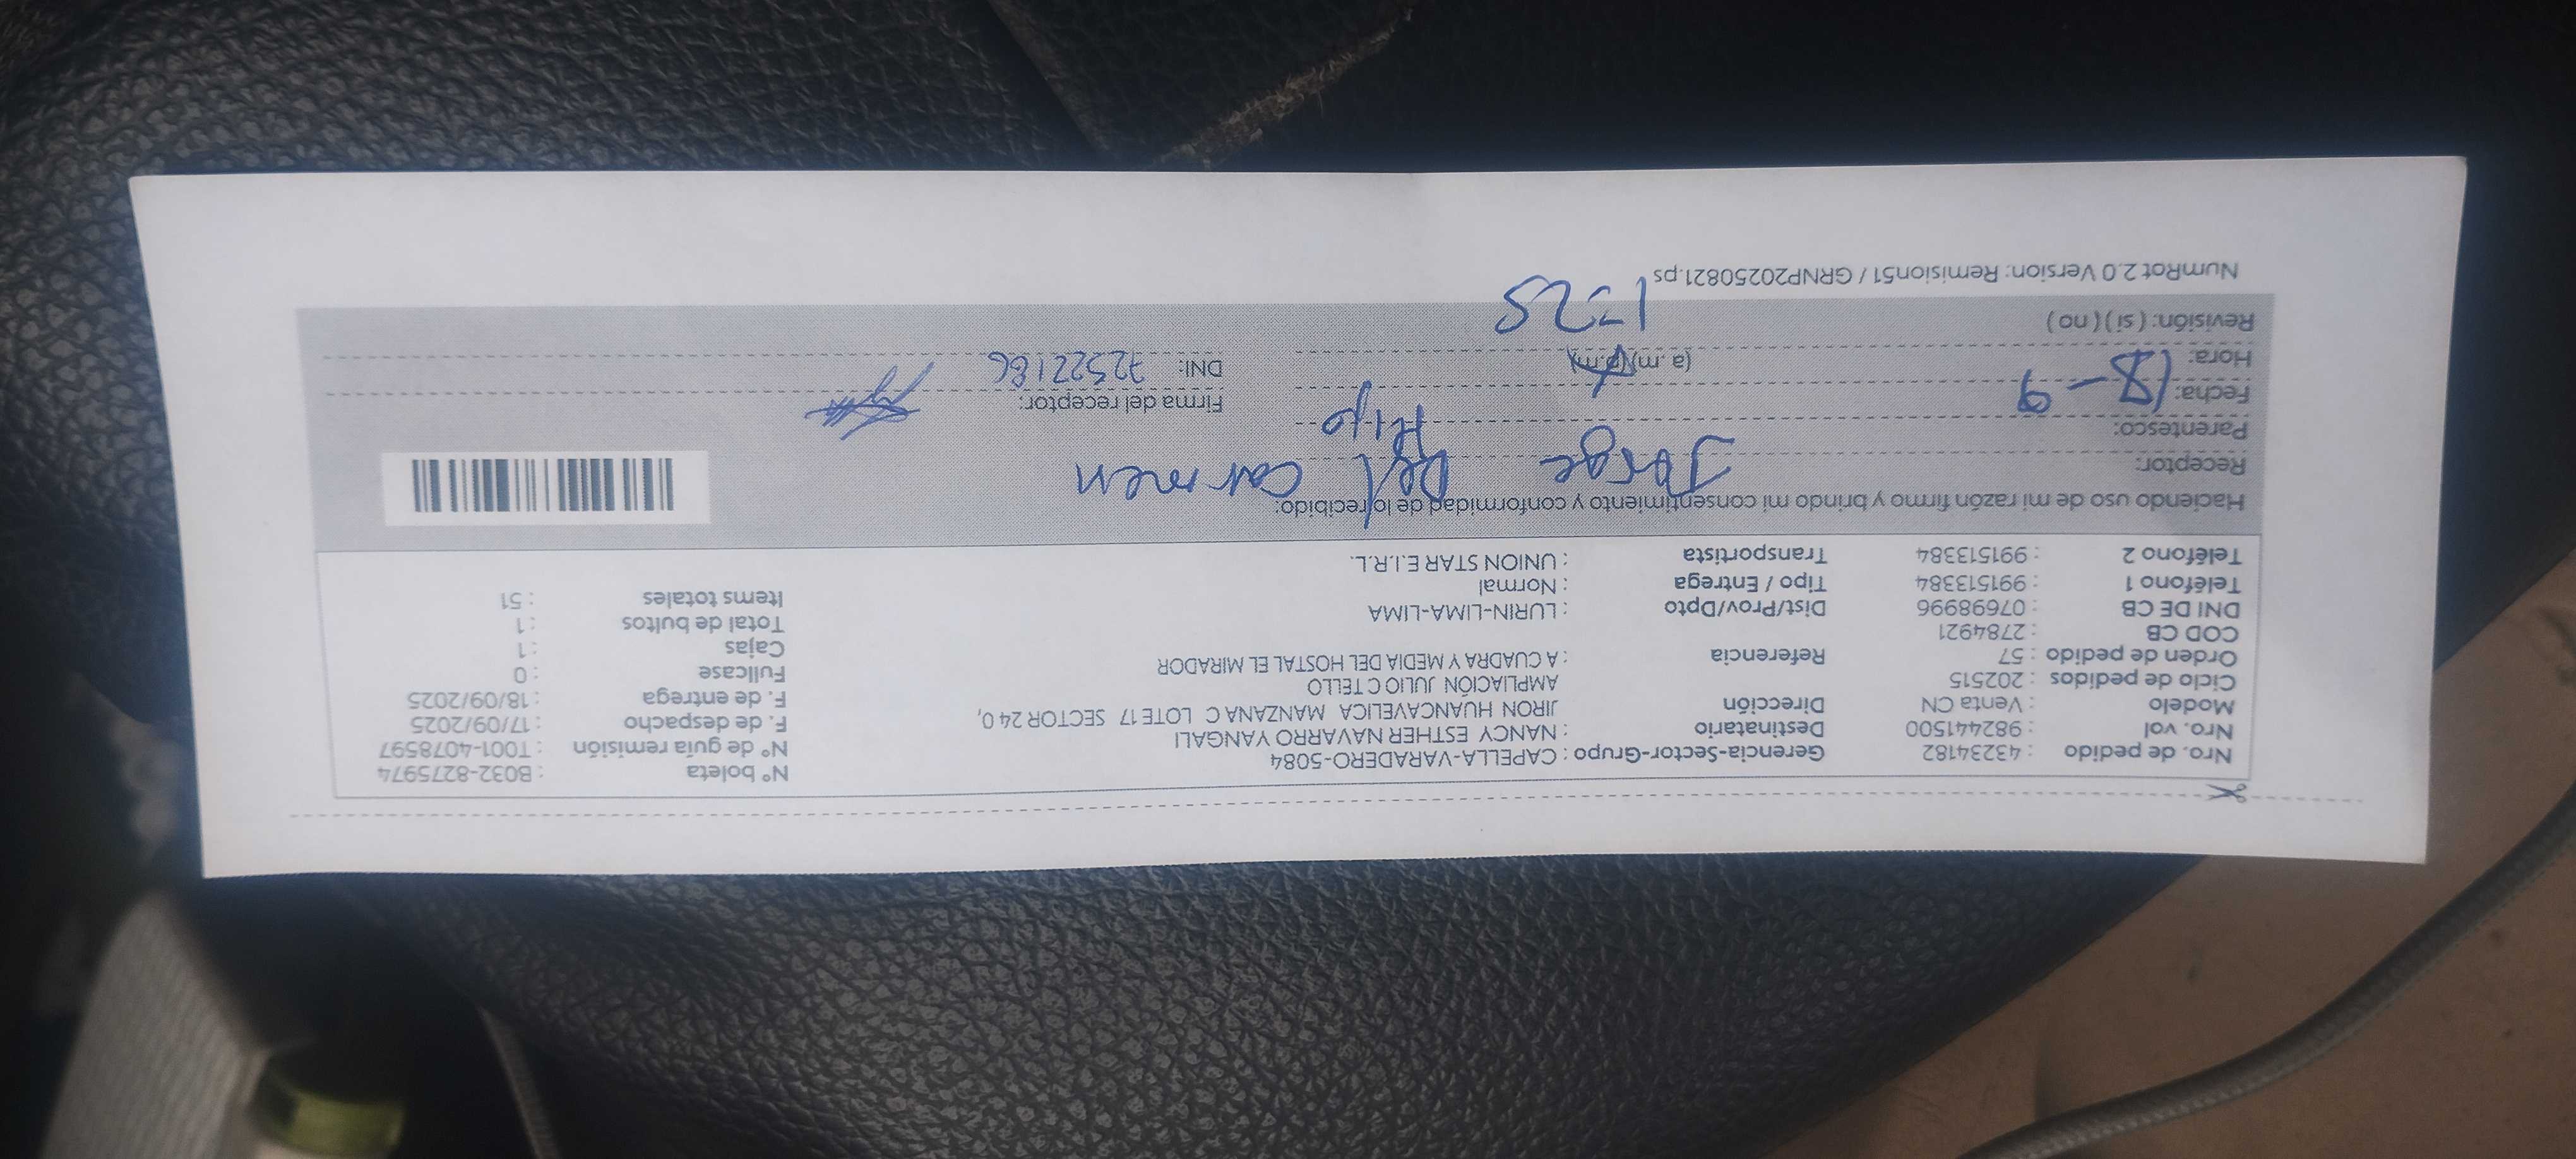 Nro. de pedido : 43234182 Gerencia-Sector-Grupo : CAPELLA-VARADERO-5084 N° boleta : B032-8275974
Nro. vol : 982441500 Destinatario : NANCY ESTHER NAVARRO YANGALI N° de guía remisión : T001-4078597
Modelo : Venta CN Dirección JIRON HUANCAVELICA MANZANA C LOTE 17 SECTOR 24 0, F. de despacho : 17/09/2025
Ciclo de pedidos : 202515 AMPLIACIÓN JULIO C TELLO F. de entrega : 18/09/2025
Orden de pedido : 57 Referencia : A CUADRA Y MEDIA DEL HOSTAL EL MIRADOR Fullcase : 0
COD CB : 2784921 Cajas : 1
DNI DE CB : 07698996 Dist/Prov/Dpto : LURIN-LIMA-LIMA Total de bultos : 1
Teléfono 1 : 991513384 Tipo / Entrega : Normal Items totales : 51
Teléfono 2 : 991513384 Transportista : UNION STAR E.I.R.L.
Haciendo uso de mi razón firmo y brindo mi consentimiento y conformidad de lo recibido:
Receptor: Jorge Del Carmen
Parentesco: Hijo
Fecha: 18-9 Firma del receptor:
Hora: (a. m)(p.m) DNI: 72522186
Revisión: ( si ) ( no ) 1=25
NumRot 2.0 Version: Remision51 / GRNP20250821.ps